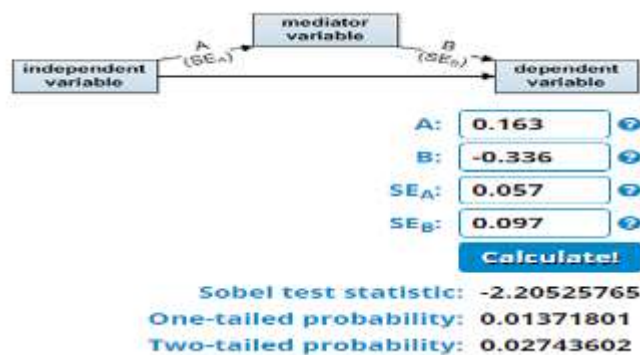 mediator
variable
A
(SEA)
B
(SEB)
independent
variable
dependent
variable
A: 0.163 ?
B: -0.336 ?
SEA: 0.057 ?
SEB: 0.097 ?
Calculate!
Sobel test statistic: -2.20525765
One-tailed probability: 0.01371801
Two-tailed probability: 0.02743602